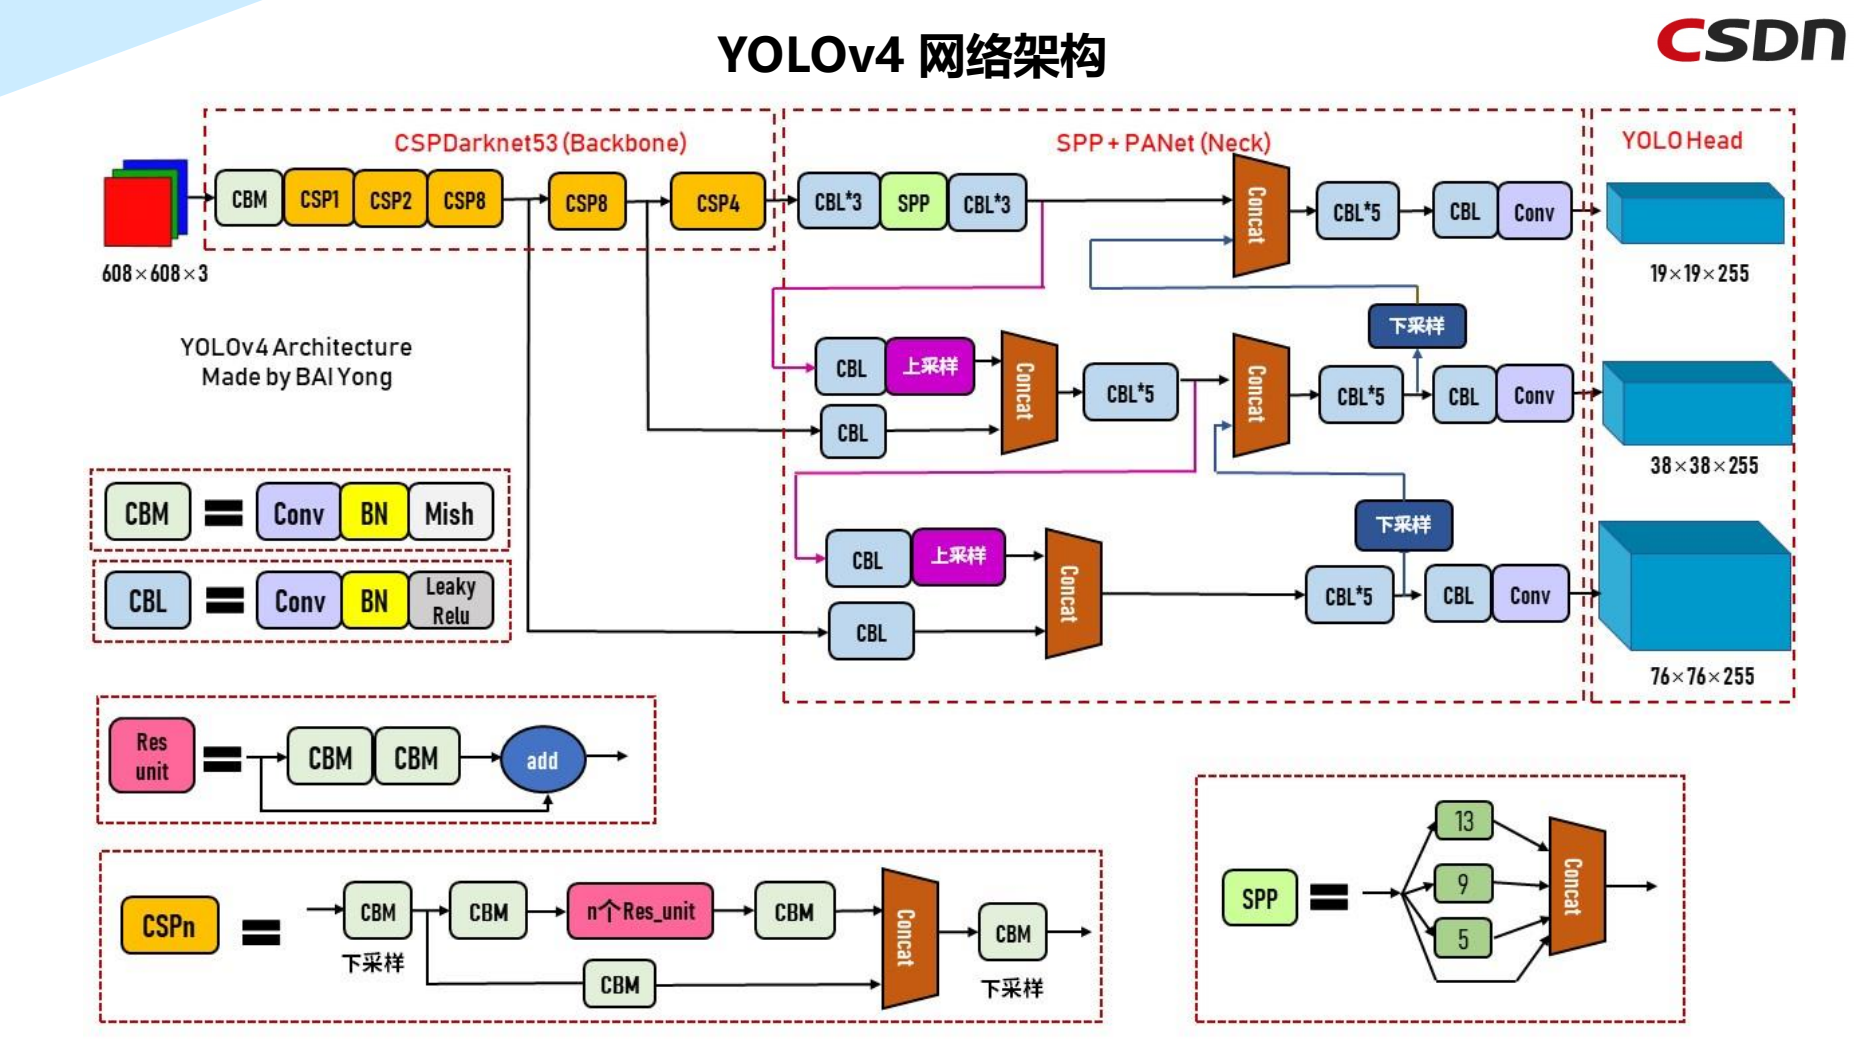 YOLOv4 网络架构
CSDN
CSPDarknet53 (Backbone)
SPP + PANet (Neck)
YOLO Head
CBM CSP1 CSP2 CSP8 CSP8 CSP4
CBL*3 SPP CBL*3 Concat CBL*5 CBL Conv
608×608×3
19×19×255
下采样
YOLOv4 Architecture
Made by BAI Yong
CBL 上采样 Concat CBL*5 Concat CBL*5 CBL Conv
CBL
38×38×255
下采样
CBL 上采样 Concat CBL*5 CBL Conv
CBL
76×76×255
CBM = Conv BN Mish
CBL = Conv BN Leaky
Relu
Res
unit
= CBM CBM add
CSPn = CBM CBM n个Res_unit CBM Concat CBM
下采样
CBM
下采样
SPP = 13 9 5 Concat